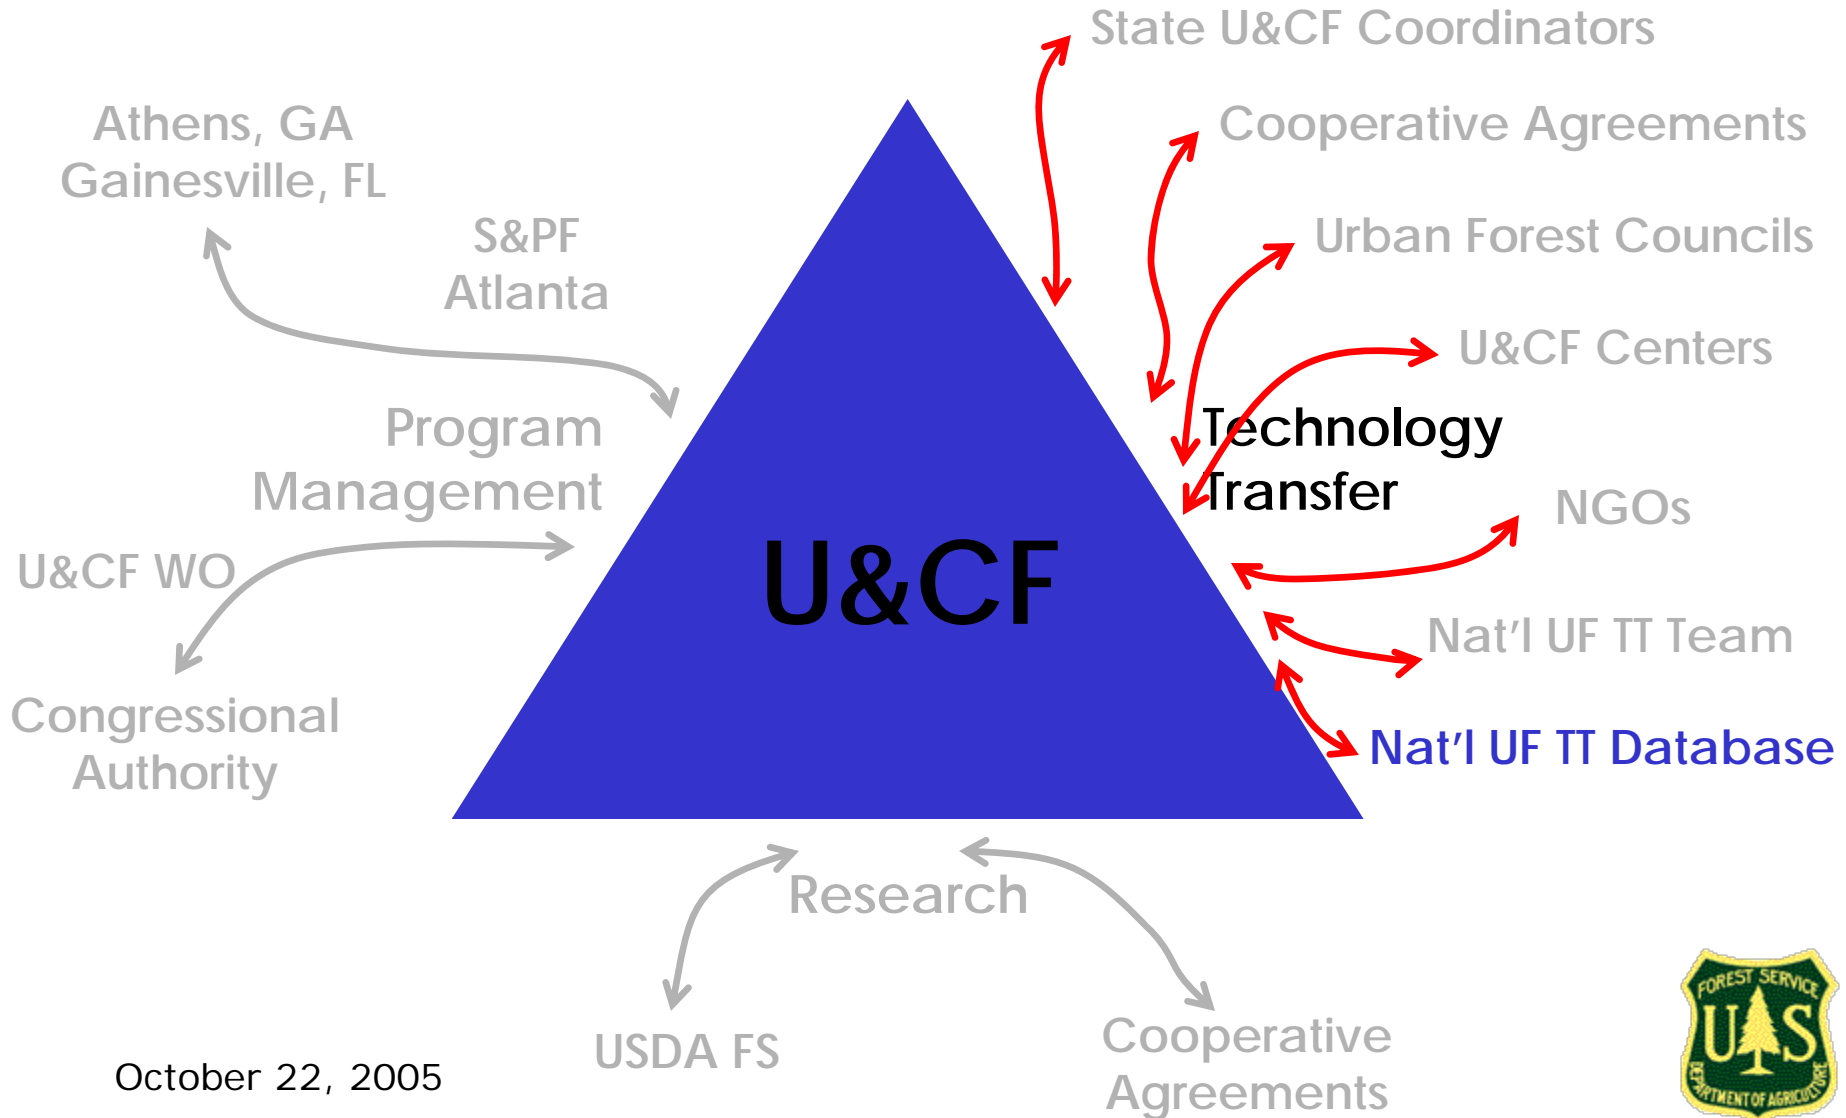 State U&CF Coordinators
Athens, GA
Gainesville, FL
Cooperative Agreements
S&PF
Atlanta
Urban Forest Councils
U&CF Centers
Program
Management
Technology
Transfer
NGOs
U&CF WO
U&CF
Nat'l UF TT Team
Congressional
Authority
Nat'l UF TT Database
Research
USDA FS
Cooperative
Agreements
October 22, 2005
FOREST SERVICE
U S
DEPARTMENT OF AGRICULTURE